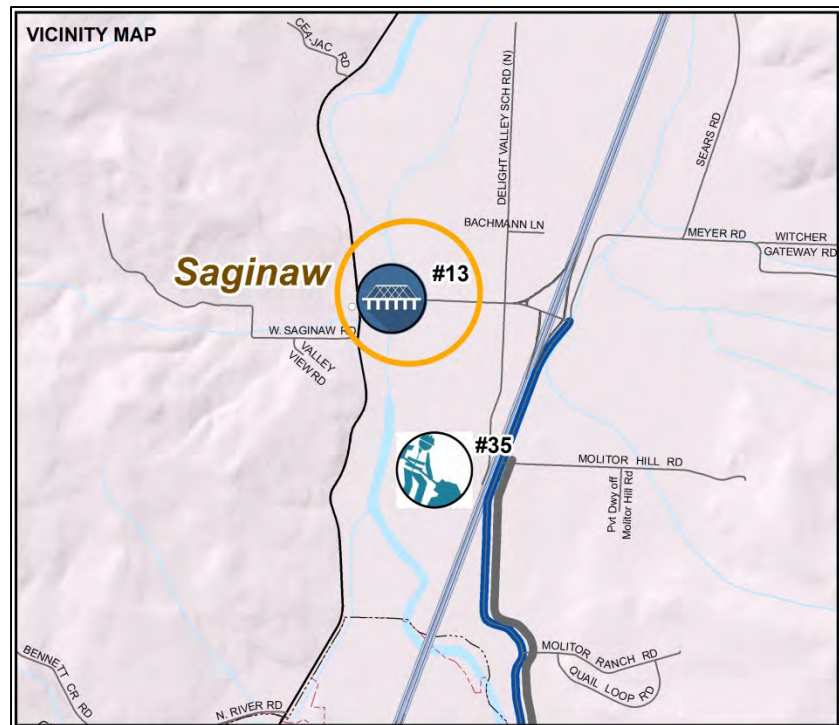 VICINITY MAP
CEA-JAC RD
DELIGHT VALLEY SCH RD (N)
SEARS RD
BACHMANN LN
MEYER RD
WITCHER
GATEWAY RD
Saginaw
#13
W. SAGINAW RD
VALLEY
VIEW RD
#35
MOLITOR HILL RD
Pvt Dwy off
Molitor Hill Rd
MOLITOR RANCH RD
QUAIL LOOP RD
BENNETT CR RD
N. RIVER RD